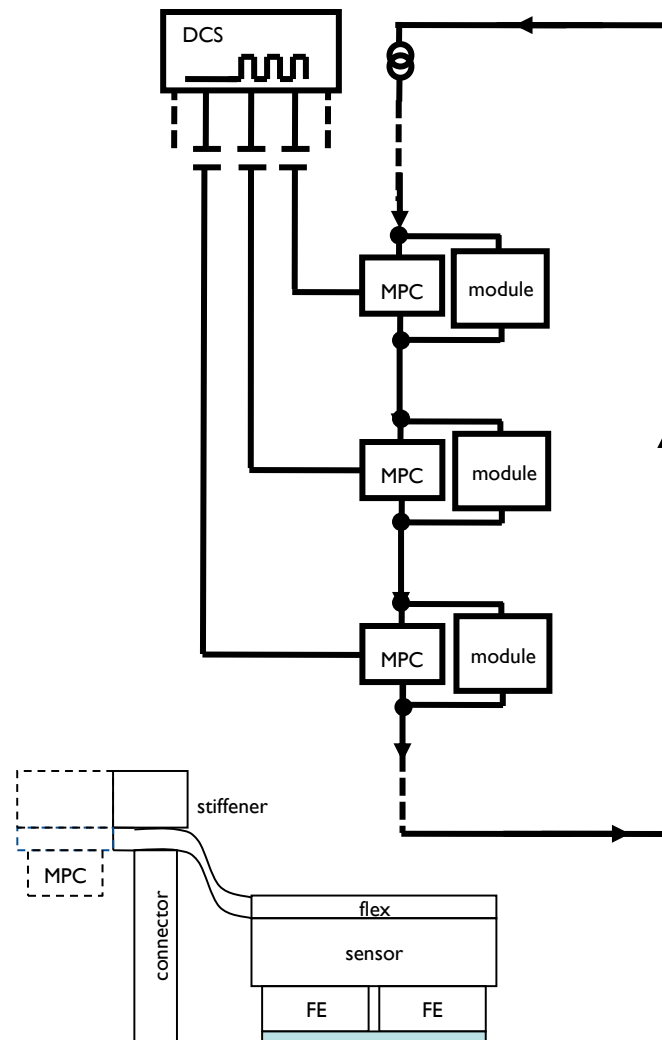 DCS
MPC
module
MPC
module
MPC
module
stiffener
MPC
connector
flex
sensor
FE
FE